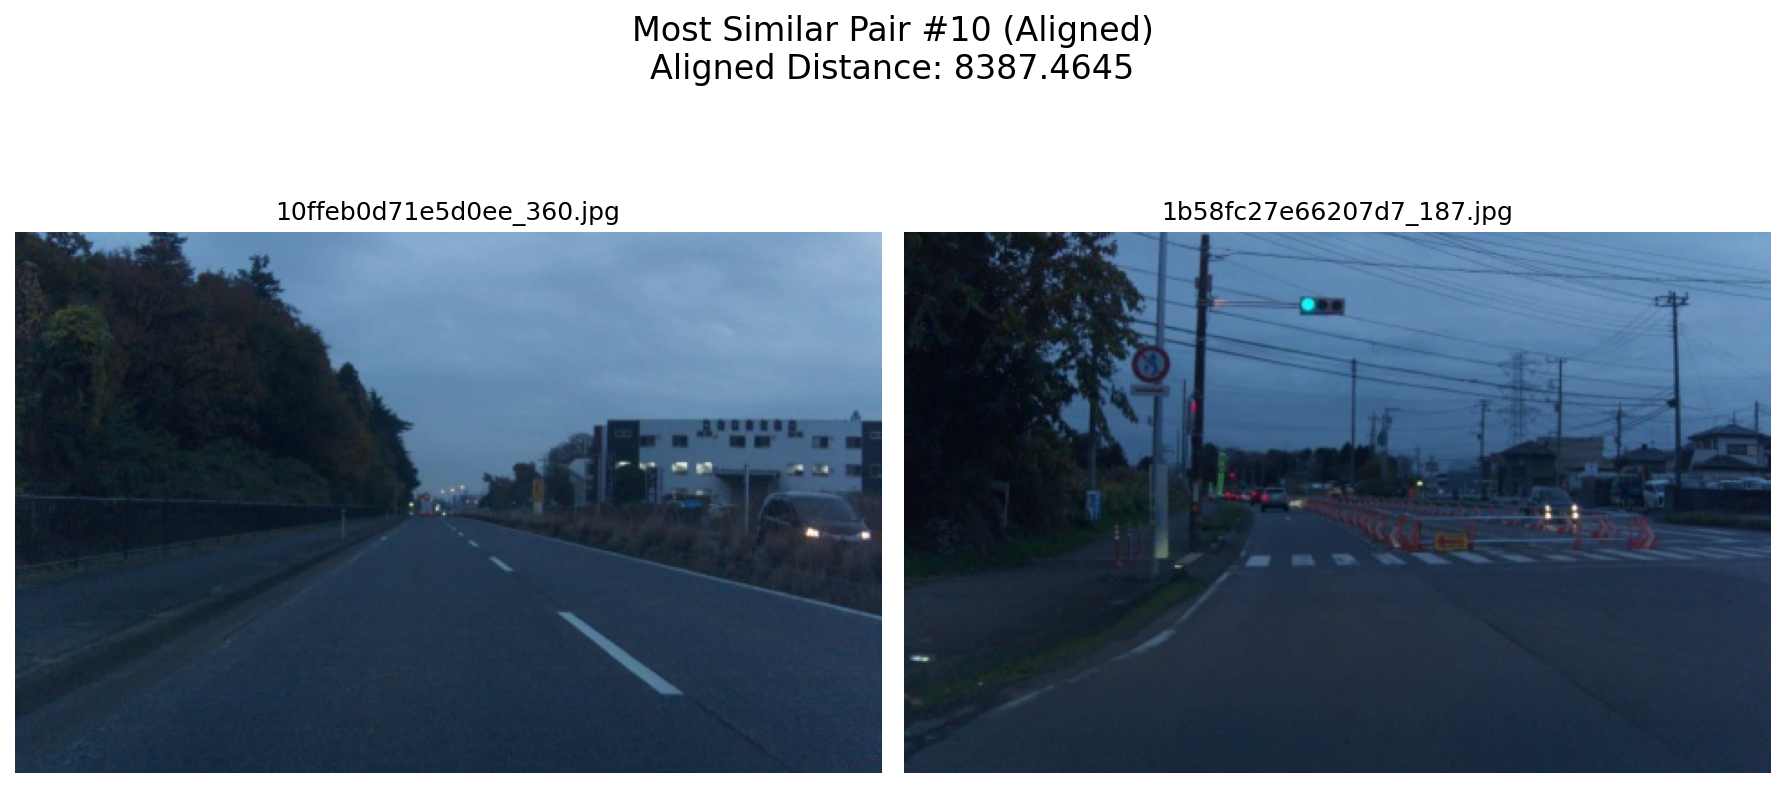 Most Similar Pair #10 (Aligned)
Aligned Distance: 8387.4645
10ffeb0d71e5d0ee_360.jpg
1b58fc27e66207d7_187.jpg